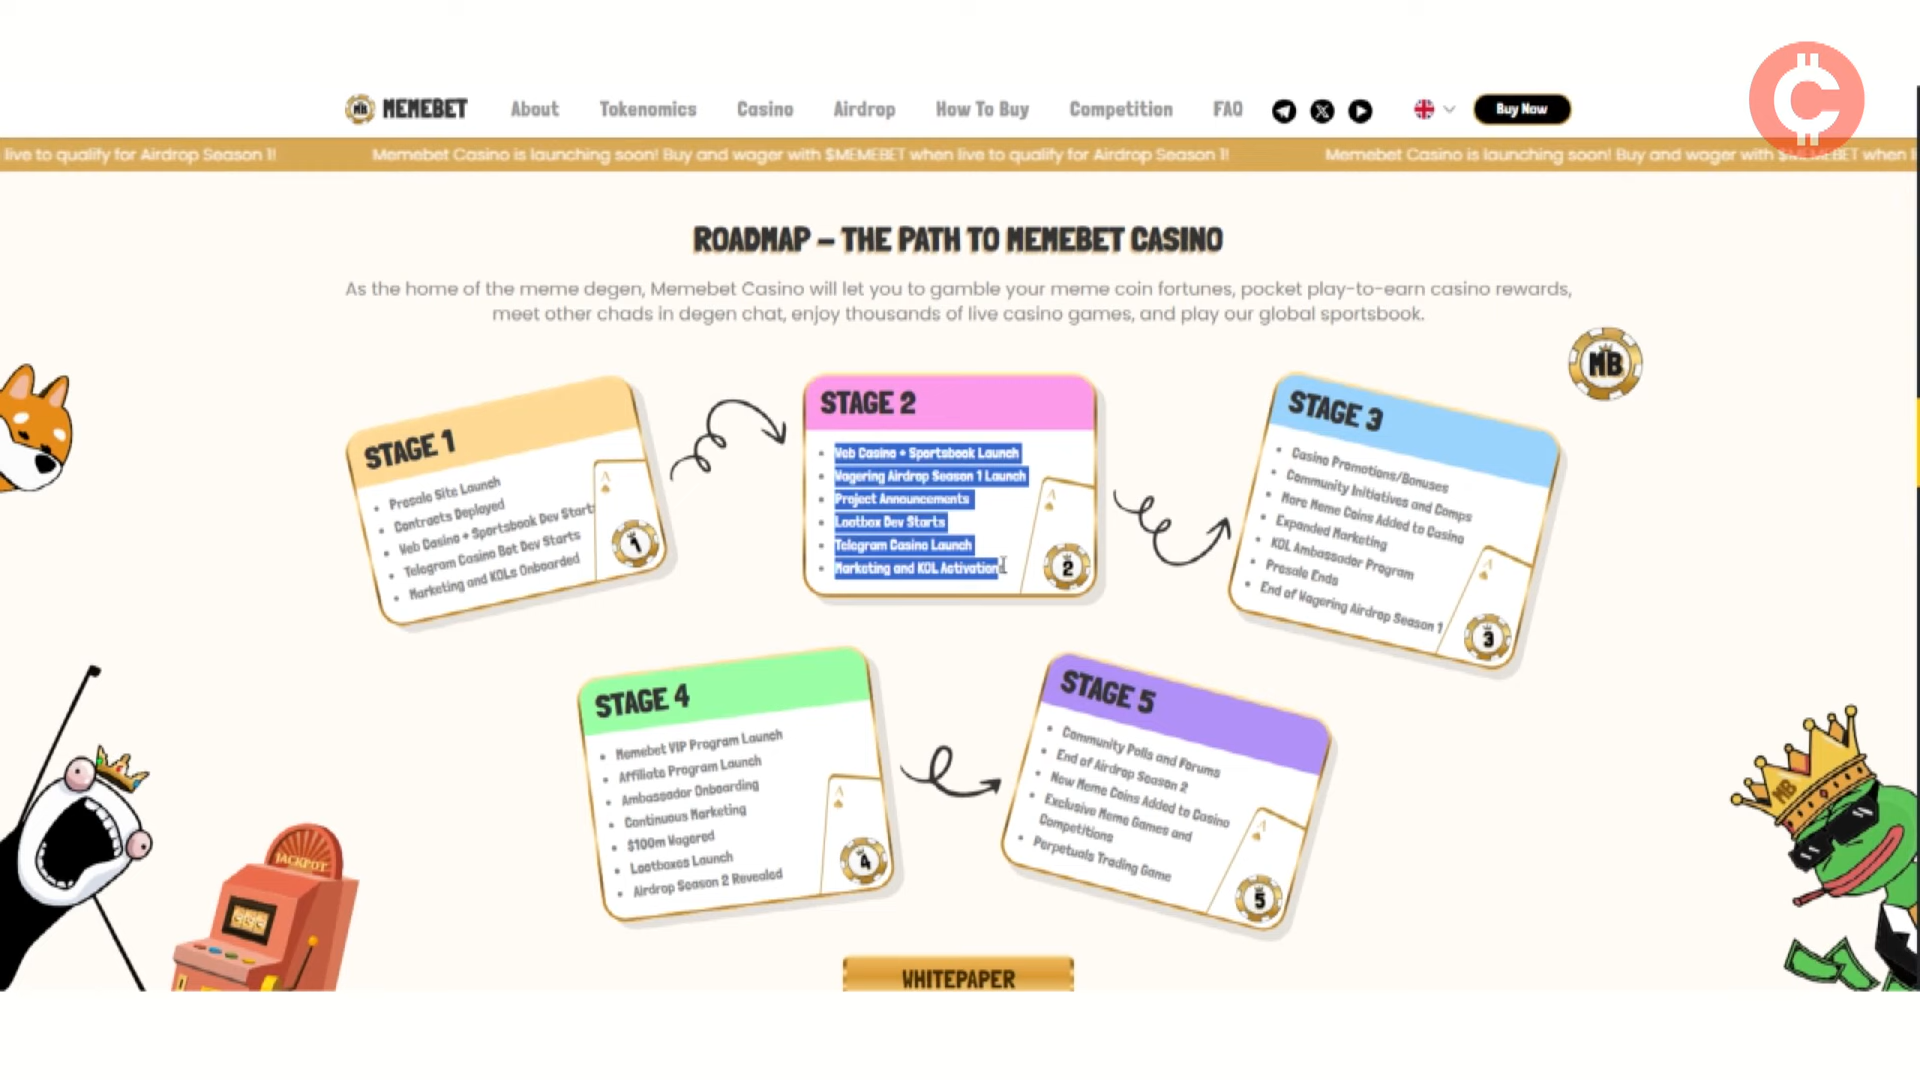 MB MEMEBET
About
Tokenomics
Casino
Airdrop
How To Buy
Competition
FAQ
Buy Now
live to qualify for Airdrop Season 1!
Memebet Casino is launching soon! Buy and wager with $MEMEBET when live to qualify for Airdrop Season 1!
Memebet Casino is launching soon! Buy and wager with $MEMEBET when l
ROADMAP – THE PATH TO MEMEBET CASINO
As the home of the meme degen, Memebet Casino will let you to gamble your meme coin fortunes, pocket play-to-earn casino rewards,
meet other chads in degen chat, enjoy thousands of live casino games, and play our global sportsbook.
MB
STAGE 1
Presale Site Launch
Contracts Deployed
Web Casino + Sportsbook Dev Starts
Telegram Casino Bot Dev Starts
Marketing and KOLs Onboarded
A
1
STAGE 2
Web Casino + Sportsbook Launch
Wagering Airdrop Season 1 Launch
Project Announcements
Lootbox Dev Starts
Telegram Casino Launch
Marketing and KOL Activation
A
2
STAGE 3
Casino Promotions/Bonuses
Community Initiatives and Comps
More Meme Coins Added to Casino
Expanded Marketing
KOL Ambassador Program
Presale Ends
End of Wagering Airdrop Season 1
A
3
STAGE 4
Memebet VIP Program Launch
Affiliate Program Launch
Ambassador Onboarding
Continuous Marketing
$100m Wagered
Lootboxes Launch
Airdrop Season 2 Revealed
A
4
STAGE 5
Community Polls and Forums
End of Airdrop Season 2
New Meme Coins Added to Casino
Exclusive Meme Games and
Competitions
Perpetuals Trading Game
A
5
JACKPOT
MB
WHITEPAPER